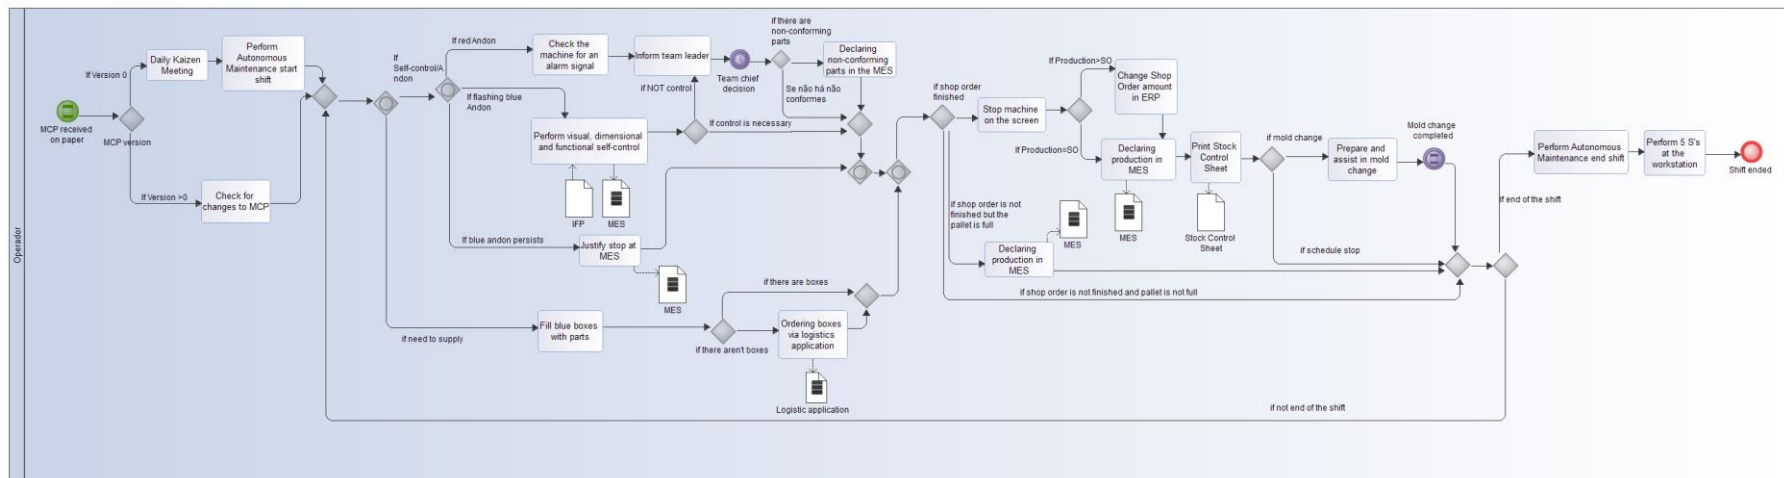 Operador
MCP received
on paper
If Version 0
MCP version
If Version >0
Daily Kaizen
Meeting
Perform
Autonomous
Maintenance start
shift
Check for
changes to MCP
If
Self-control/A
ndon
if need to supply
If red Andon
If flashing blue
Andon
If blue andon persists
Check the
machine for an
alarm signal
Inform team leader
Team chief
decision
if there are
non-conforming
parts
Declaring
non-conforming
parts in the MES
Se não há não
conformes
if NOT control
If control is necessary
Perform visual, dimensional
and functional self-control
IFP
MES
Justify stop at
MES
MES
Fill blue boxes
with parts
if there are boxes
if there aren't boxes
Ordering boxes
via logistics
application
Logistic application
if shop order
finished
if shop order is not
finished but the
pallet is full
if shop order is not finished and pallet is not full
Stop machine
on the screen
If Production>SO
If Production=SO
Change Shop
Order amount
in ERP
Declaring
production in
MES
MES
Declaring
production in
MES
MES
Print Stock
Control
Sheet
Stock Control
Sheet
if mold change
if schedule stop
Prepare and
assist in mold
change
Mold change
completed
If end of the shift
if not end of the shift
Perform Autonomous
Maintenance end shift
Perform 5 S's
at the
workstation
Shift ended